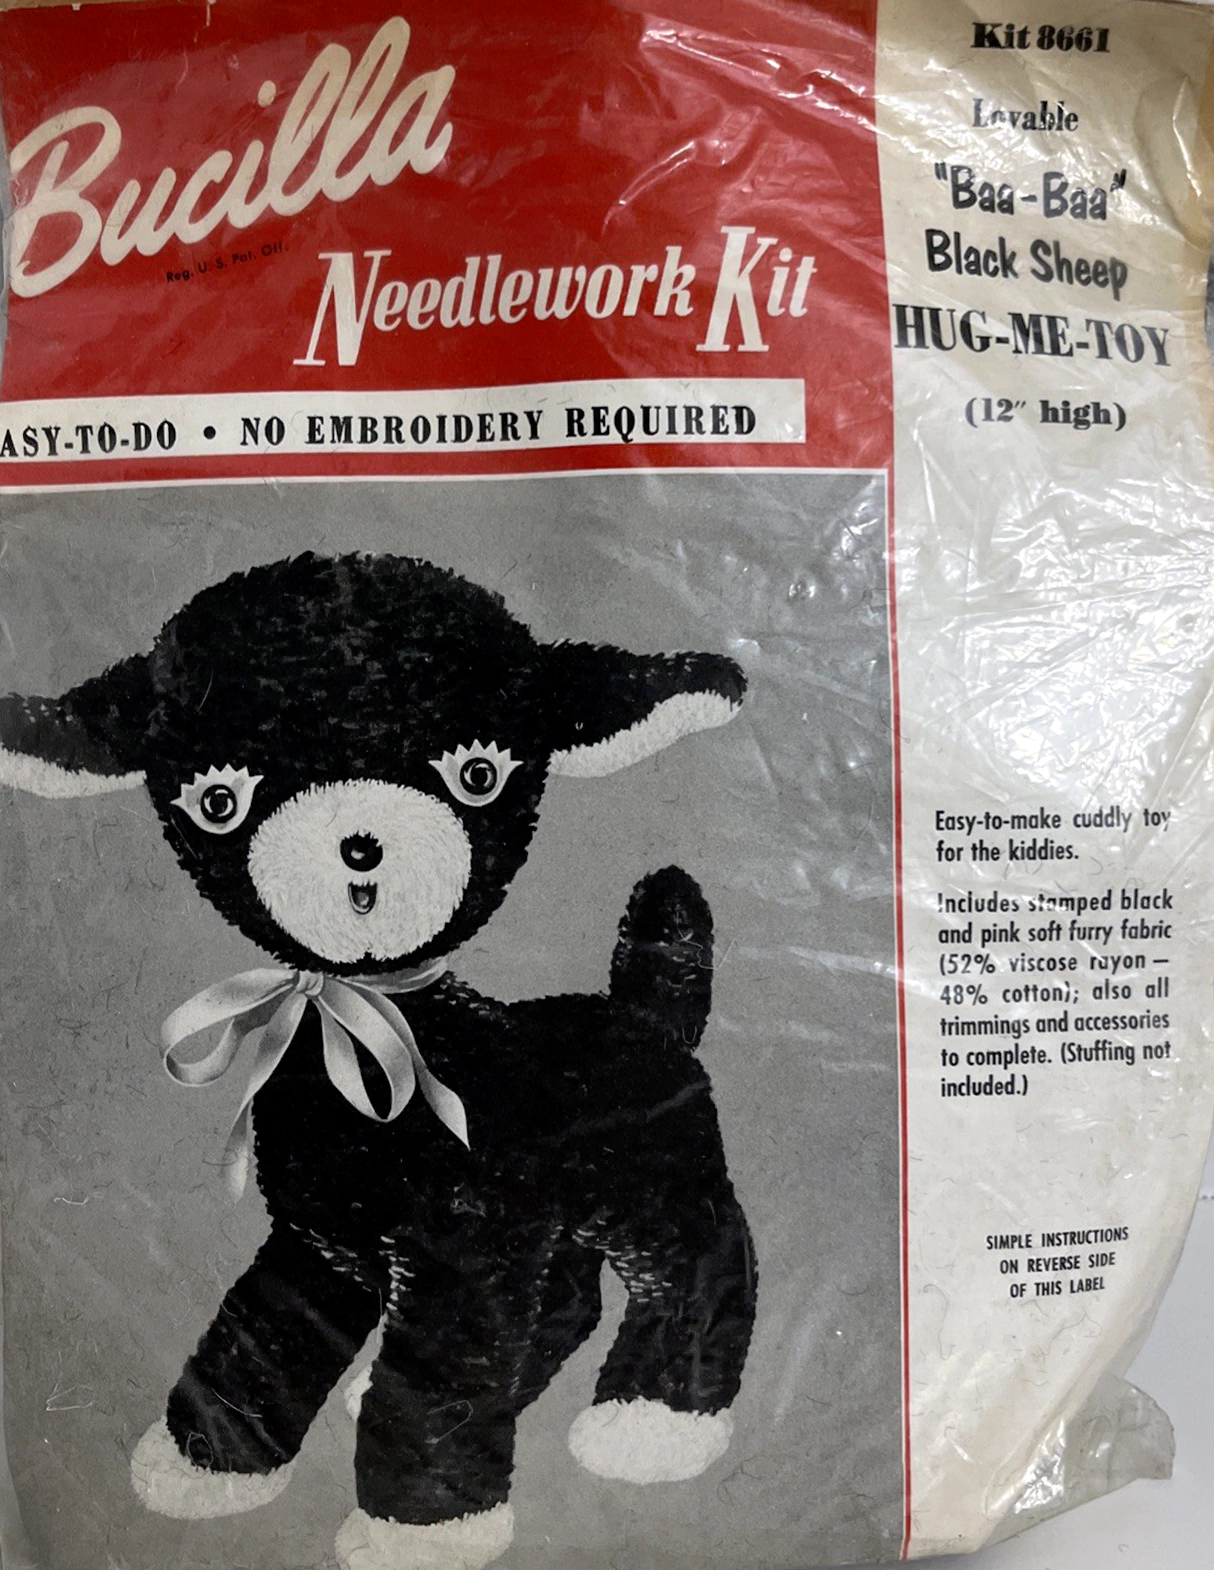 Bucilla
Reg. U. S. Pat. Off.
Needlework Kit
ASY-TO-DO • NO EMBROIDERY REQUIRED
Kit 8661
Lovable
"Baa-Baa"
Black Sheep
HUG-ME-TOY
(12″ high)
Easy-to-make cuddly toy
for the kiddies.
Includes stamped black
and pink soft furry fabric
(52% viscose rayon —
48% cotton); also all
trimmings and accessories
to complete. (Stuffing not
included.)
SIMPLE INSTRUCTIONS
ON REVERSE SIDE
OF THIS LABEL